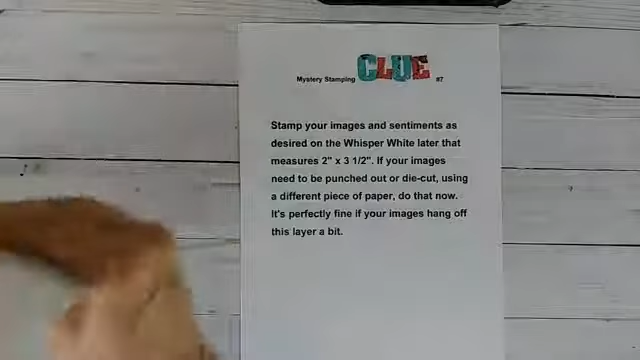 Mystery Stamping CLUE #7
Stamp your images and sentiments as
desired on the Whisper White later that
measures 2" x 3 1/2". If your images
need to be punched out or die-cut, using
a different piece of paper, do that now.
It's perfectly fine if your images hang off
this layer a bit.